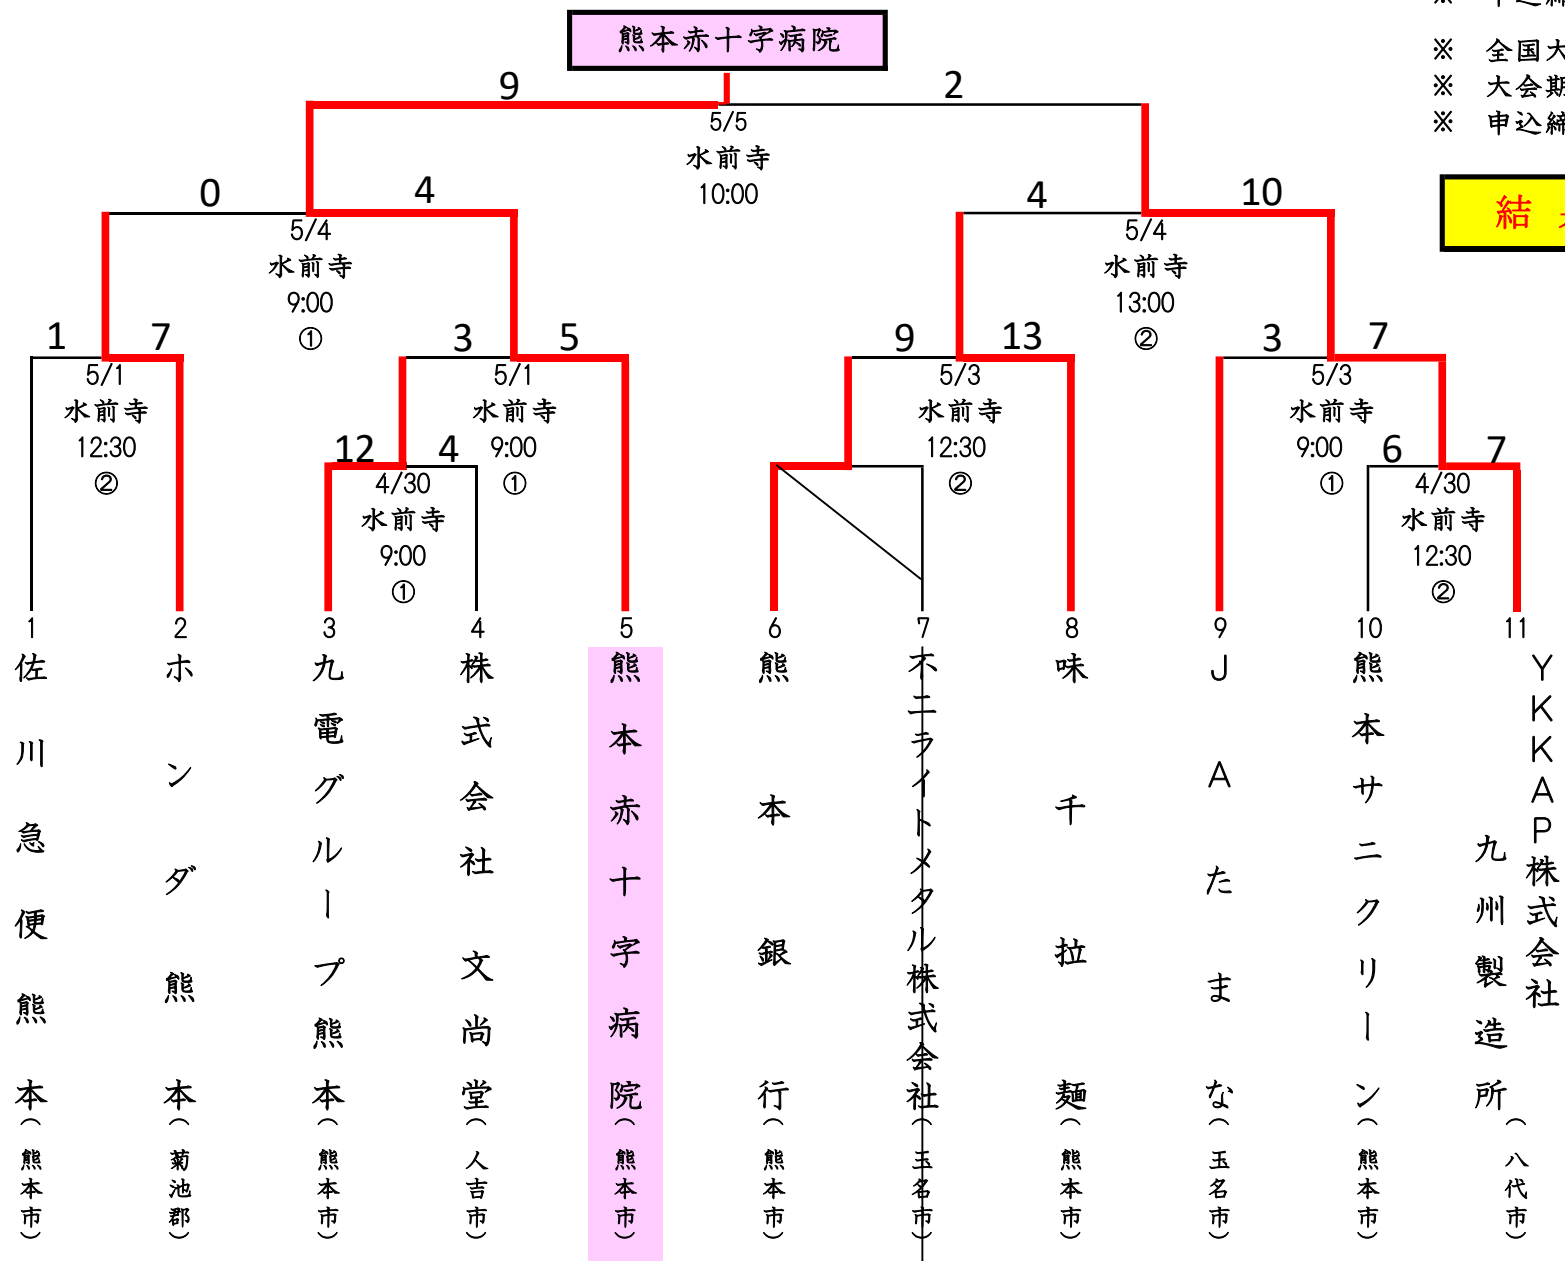 ※ 申込締
熊本赤十字病院
※ 全国大
※ 大会期
※ 申込締
結
9
2
5/5
水前寺
10:00
0
4
4
10
5/4
水前寺
9:00
①
5/4
水前寺
13:00
②
1
7
3
5
9
13
3
7
5/1
水前寺
12:30
②
5/1
水前寺
9:00
①
5/3
水前寺
12:30
②
5/3
水前寺
9:00
①
12
4
6
7
4/30
水前寺
9:00
①
4/30
水前寺
12:30
②
1
佐川急便熊本(熊本市)
2
ホンダ熊本(菊池郡)
3
九電グループ熊本(熊本市)
4
株式会社 文尚堂(人吉市)
5
熊本赤十字病院(熊本市)
6
熊本銀行(熊本市)
7
不二ライトメタル株式会社(玉名市)
8
味千拉麺(熊本市)
9
JAたまな(玉名市)
10
熊本サニクリーン(熊本市)
11
YKKAP株式会社
九州製造所(八代市)